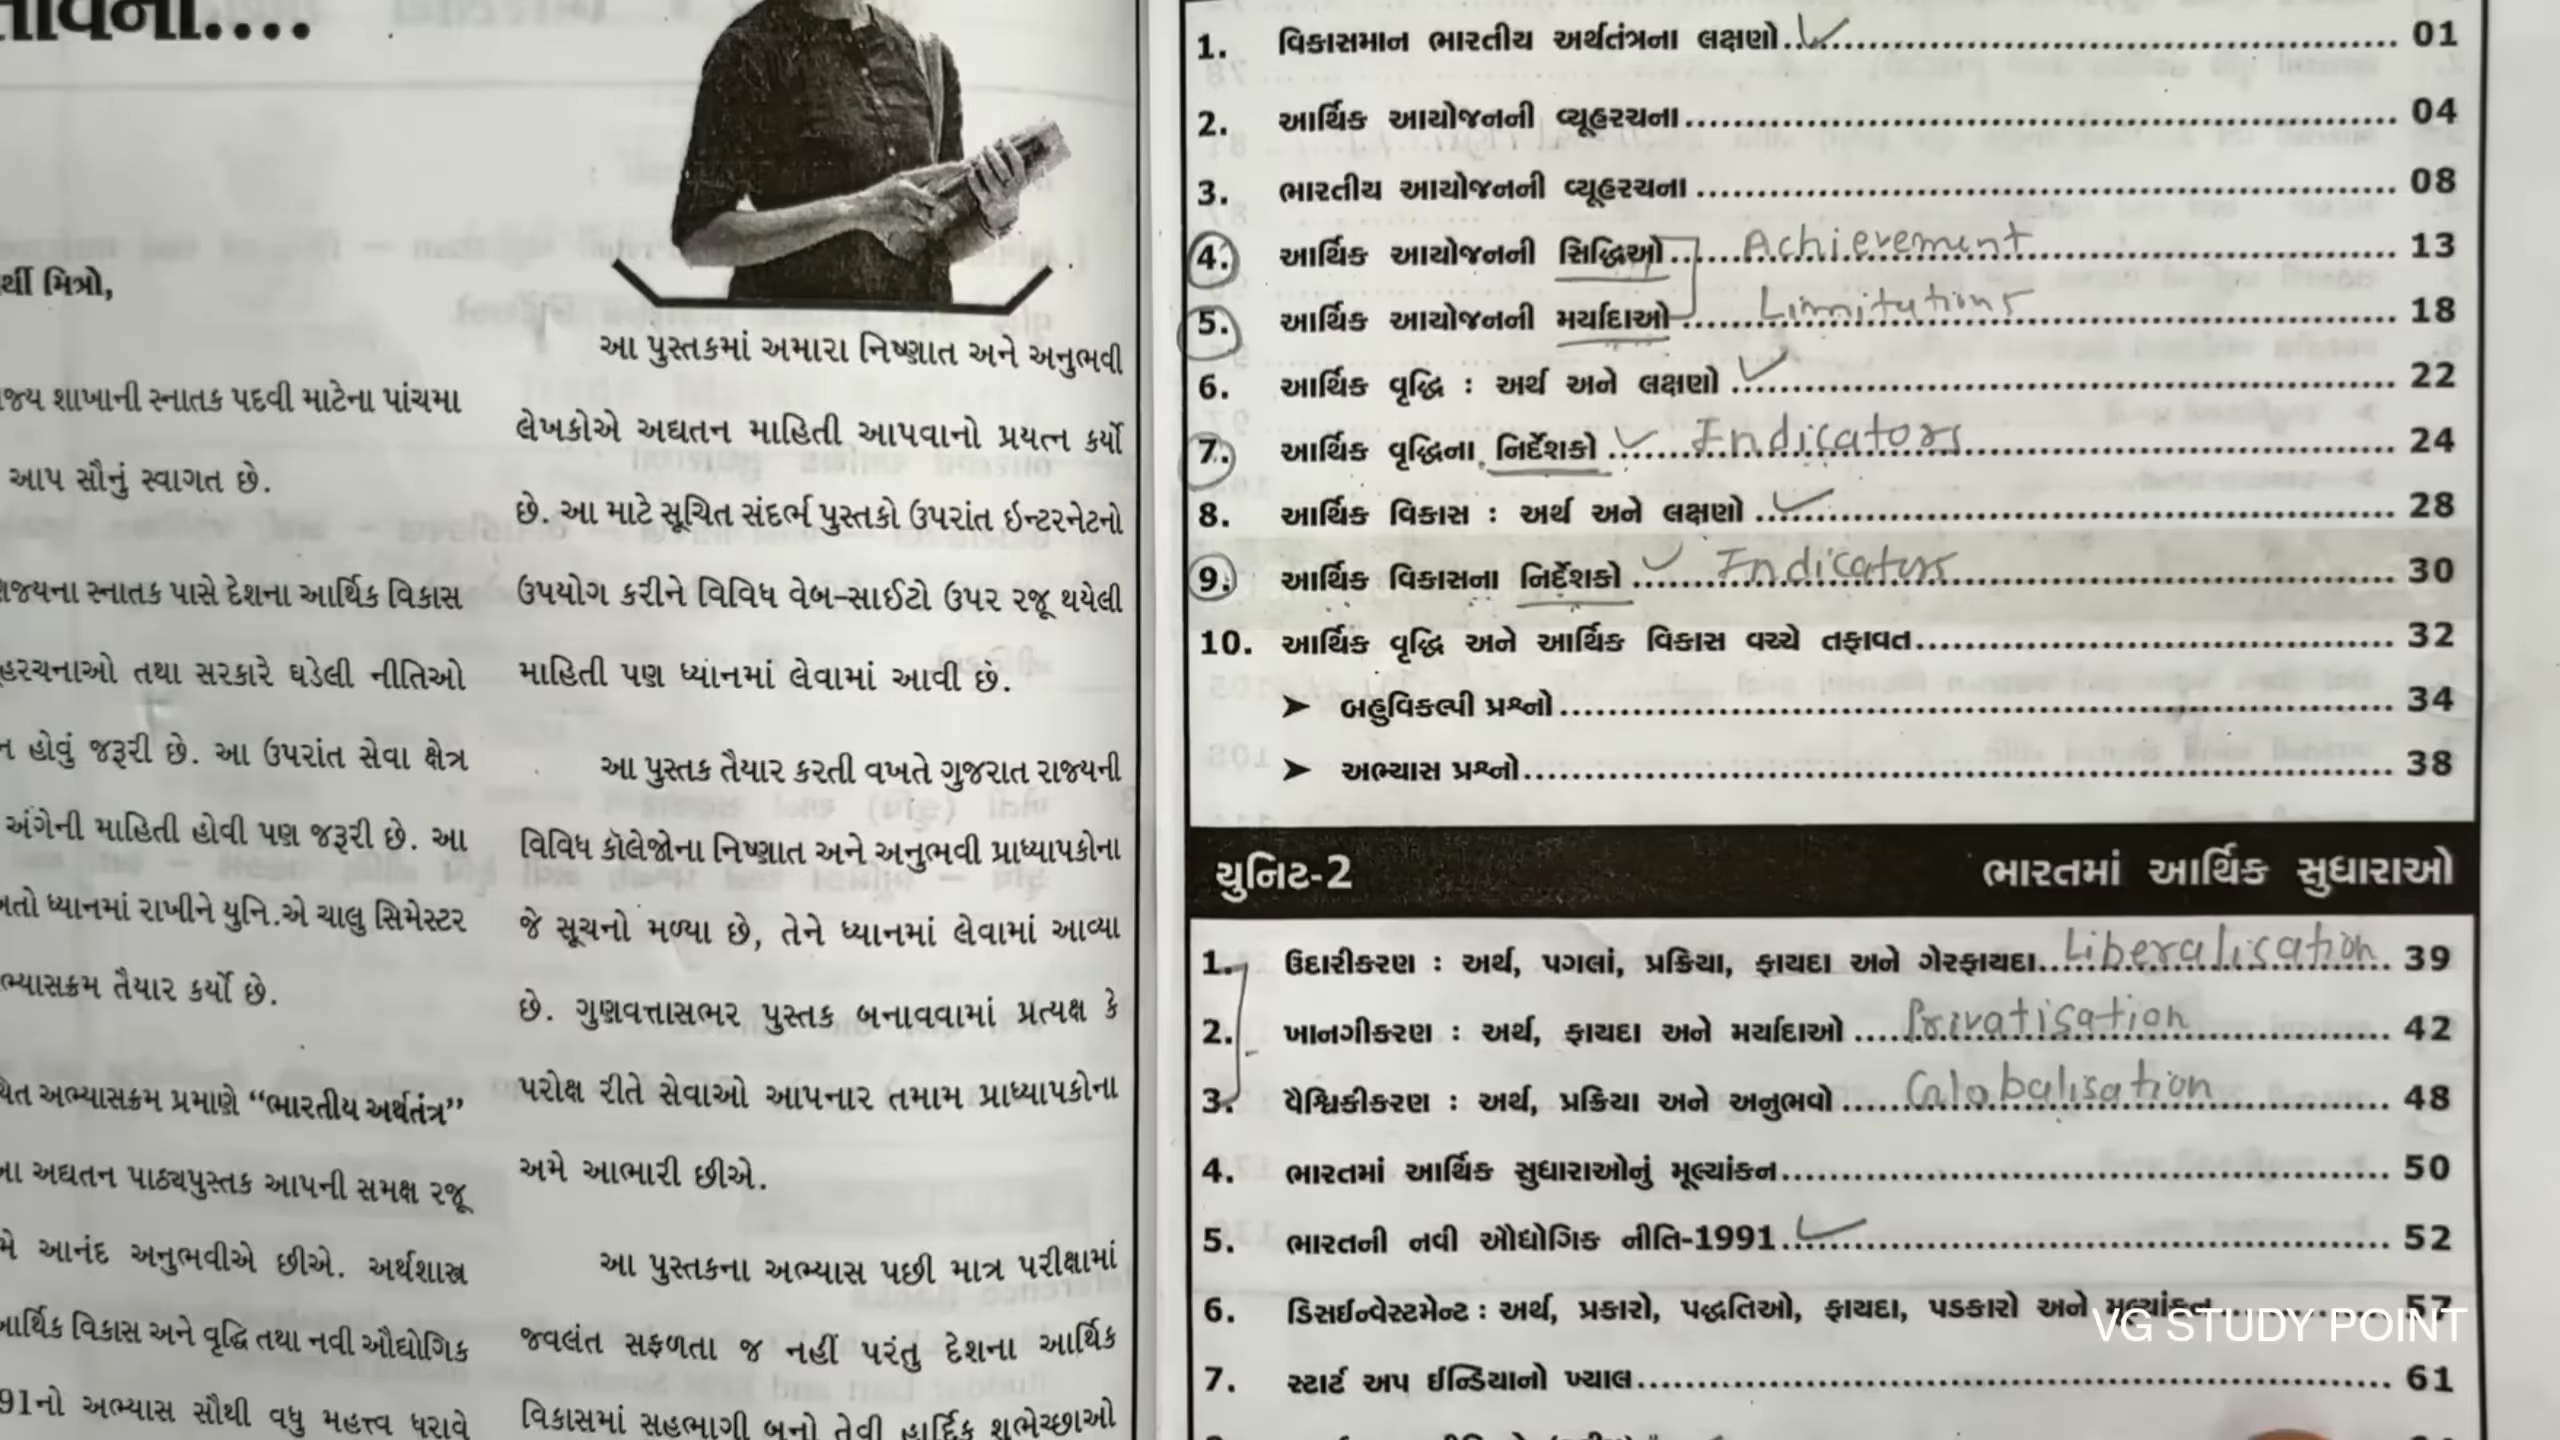 આ પુસ્તકમાં અમારા નિષ્ણાત અને અનુભવી
લેખકોએ અદ્યતન માહિતી આપવાનો પ્રયત્ન કર્યો
છે. આ માટે સૂચિત સંદર્ભ પુસ્તકો ઉપરાંત ઇન્ટરનેટનો
ઉપયોગ કરીને વિવિધ વેબ-સાઈટો ઉપર રજૂ થયેલી
માહિતી પણ ધ્યાનમાં લેવામાં આવી છે.
આ પુસ્તક તૈયાર કરતી વખતે ગુજરાત રાજ્યની
વિવિધ કૉલેજોના નિષ્ણાત અને અનુભવી પ્રાધ્યાપકોના
જે સૂચનો મળ્યા છે, તેને ધ્યાનમાં લેવામાં આવ્યા
છે. ગુણવત્તાસભર પુસ્તક બનાવવામાં પ્રત્યક્ષ કે
પરોક્ષ રીતે સેવાઓ આપનાર તમામ પ્રાધ્યાપકોના
અમે આભારી છીએ.
આ પુસ્તકના અભ્યાસ પછી માત્ર પરીક્ષામાં
જ્વલંત સફળતા જ નહીં પરંતુ દેશના આર્થિક
વિકાસમાં સહભાગી બનો તેવી હાર્દિક શુભેચ્છાઓ
મિત્રો,
શાખાની સ્નાતક પદવી માટેના પાંચમા
આપ સૌનું સ્વાગત છે.
સ્નાતક પાસે દેશના આર્થિક વિકાસ
તથા સરકારે ઘડેલી નીતિઓ
હોવું જરૂરી છે. આ ઉપરાંત સેવા ક્ષેત્ર
અંગેની માહિતી હોવી પણ જરૂરી છે. આ
ધ્યાનમાં રાખીને યુનિ.એ ચાલુ સિમેસ્ટર
તૈયાર કર્યો છે.
અભ્યાસક્રમ પ્રમાણે “ભારતીય અર્થતંત્ર”
અદ્યતન પાઠ્યપુસ્તક આપની સમક્ષ રજૂ
આનંદ અનુભવીએ છીએ. અર્થશાસ્ત્ર
વિકાસ અને વૃદ્ધિ તથા નવી ઔદ્યોગિક
અભ્યાસ સૌથી વધુ મહત્ત્વ ધરાવે
1. વિકાસમાન ભારતીય અર્થતંત્રના લક્ષણો 01
2. આર્થિક આયોજનની વ્યૂહરચના 04
3. ભારતીય આયોજનની વ્યૂહરચના 08
4. આર્થિક આયોજનની સિદ્ધિઓ Achievement 13
5. આર્થિક આયોજનની મર્યાદાઓ Limitations 18
6. આર્થિક વૃદ્ધિ : અર્થ અને લક્ષણો 22
7. આર્થિક વૃદ્ધિના નિર્દેશકો Indicators 24
8. આર્થિક વિકાસ : અર્થ અને લક્ષણો 28
9. આર્થિક વિકાસના નિર્દેશકો Indicators 30
10. આર્થિક વૃદ્ધિ અને આર્થિક વિકાસ વચ્ચે તફાવત 32
➤ બહુવિકલ્પી પ્રશ્નો 34
➤ અભ્યાસ પ્રશ્નો 38
યુનિટ-2 ભારતમાં આર્થિક સુધારાઓ
1. ઉદારીકરણ : અર્થ, પગલાં, પ્રક્રિયા, ફાયદા અને ગેરફાયદા Liberalisation 39
2. ખાનગીકરણ : અર્થ, ફાયદા અને મર્યાદાઓ Privatisation 42
3. વૈશ્વિકીકરણ : અર્થ, પ્રક્રિયા અને અનુભવો Globalisation 48
4. ભારતમાં આર્થિક સુધારાઓનું મૂલ્યાંકન 50
5. ભારતની નવી ઔદ્યોગિક નીતિ-1991 52
6. ડિસઈન્વેસ્ટમેન્ટ : અર્થ, પ્રકારો, પદ્ધતિઓ, ફાયદા, પડકારો અને મૂલ્યાંકન 57
VG STUDY POINT
7. સ્ટાર્ટ અપ ઈન્ડિયાનો ખ્યાલ 61